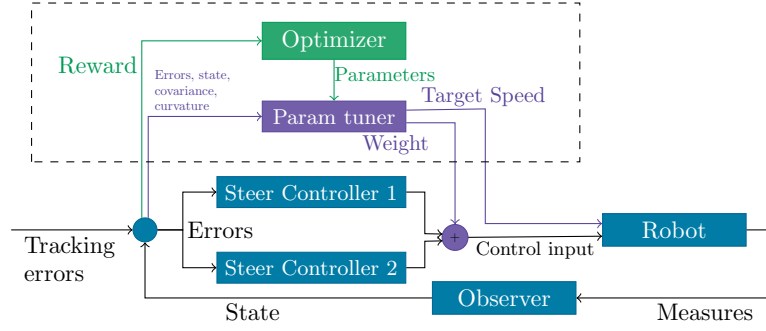 Optimizer
Reward
Parameters
Errors, state,
covariance,
curvature
Target Speed
Param tuner
Weight
Steer Controller 1
Tracking
errors
Errors
+
Control input
Robot
Steer Controller 2
Observer
State
Measures